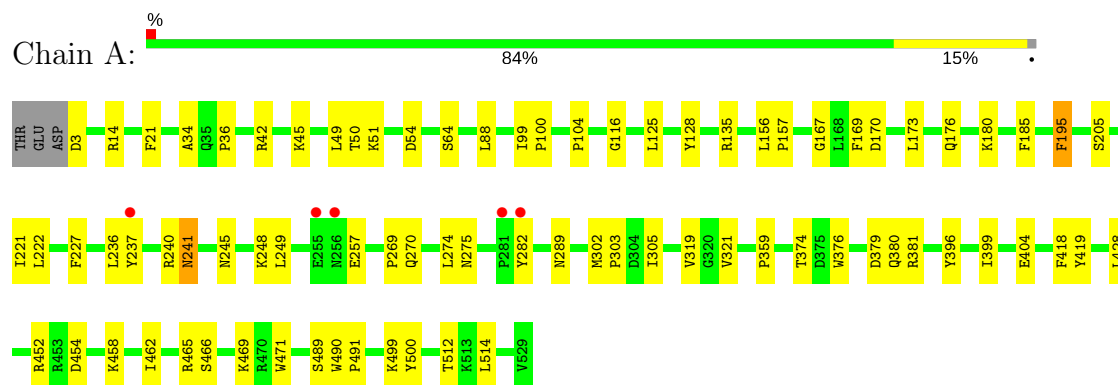 %
Chain A:
84% 15% •
THR GLU ASP D3 R14 F21 A34 Q35 P36 R42 K45 L49 T50 K51 D54 S64 L88 I99 P100 P104 G116 L125 Y128 R135 L156 P157 G167 L168 F169 D170 L173 Q176 K180 F185 F195 S205
I221 L222 F227 L236 Y237 R240 N241 N245 K248 L249 E255 N256 E257 P269 Q270 L274 N275 P281 Y282 N289 M302 P303 D304 I305 V319 G320 V321 P359 T374 D375 W376 D379 Q380 R381 Y396 I399 E404 F418 Y419 L428
R452 R453 D454 K458 I462 R465 S466 K469 R470 W471 S489 W490 P491 K499 Y500 T512 K513 L514 V529